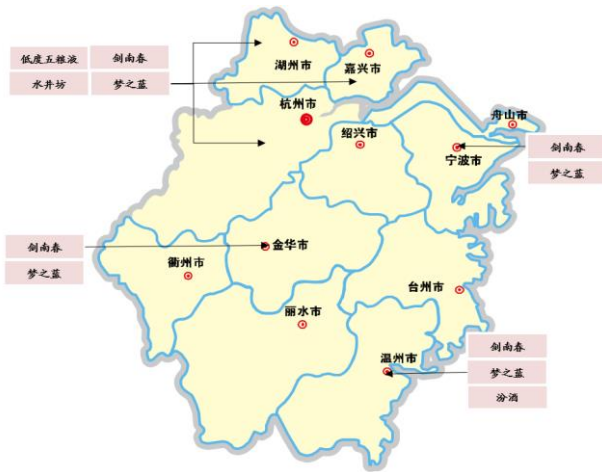 低度五粮液 剑南春
水井坊 梦之蓝
湖州市
嘉兴市
杭州市
绍兴市
舟山市
宁波市
剑南春
梦之蓝
剑南春
梦之蓝
金华市
衢州市
台州市
丽水市
温州市
剑南春
梦之蓝
汾酒